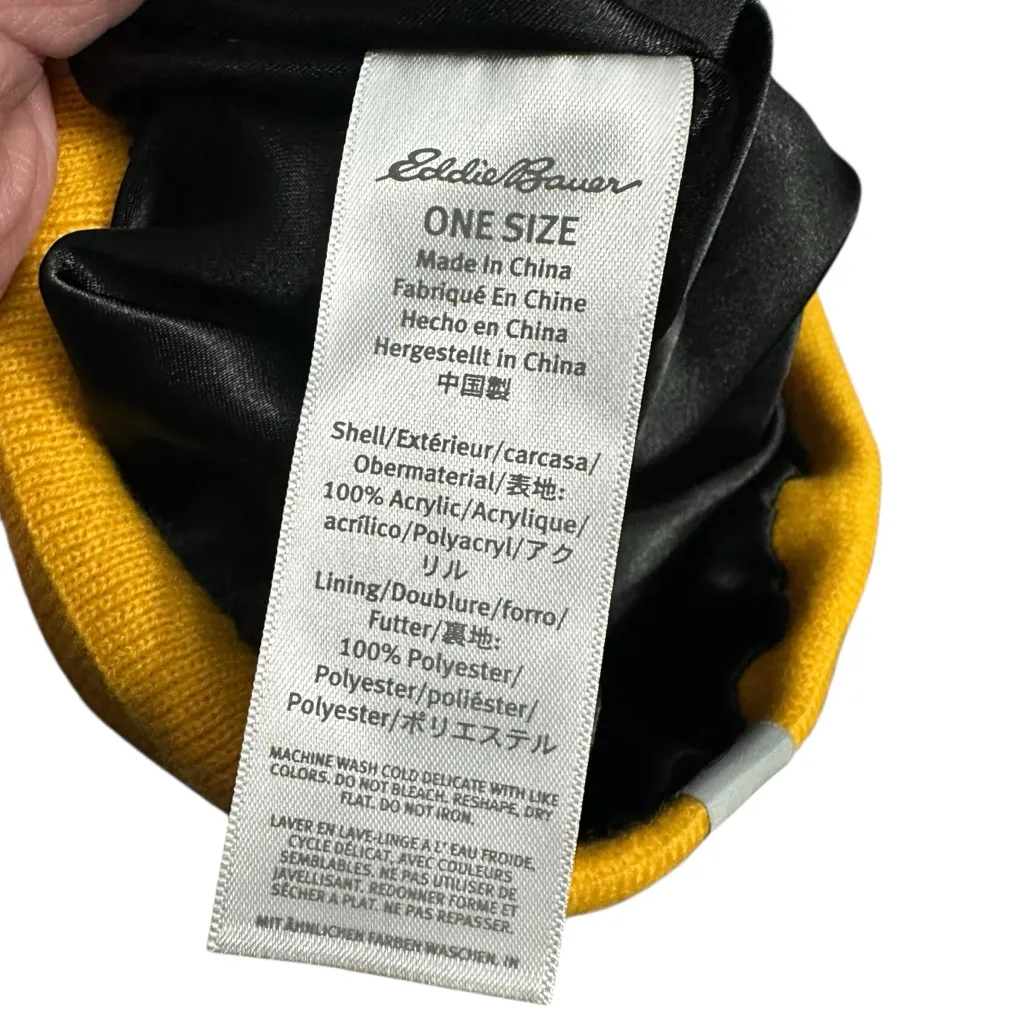 Eddie Bauer
ONE SIZE
Made In China
Fabriqué En Chine
Hecho en China
Hergestellt in China
中国製
Shell/Extérieur/carcasa/
Obermaterial/表地:
100% Acrylic/Acrylique/
acrílico/Polyacryl/アク
リル
Lining/Doublure/forro/
Futter/裏地:
100% Polyester/
Polyester/poliéster/
Polyester/ポリエステル
MACHINE WASH COLD DELICATE WITH LIKE
COLORS. DO NOT BLEACH. RESHAPE, DRY
FLAT. DO NOT IRON.
LAVER EN LAVE-LINGE A L' EAU FROIDE,
CYCLE DÉLICAT, AVEC COULEURS
SEMBLABLES. NE PAS UTILISER DE
JAVELLISANT. REDONNER FORME ET
SÉCHER A PLAT. NE PAS REPASSER.
MIT ÄHNLICHEN FARBEN WASCHEN. IN